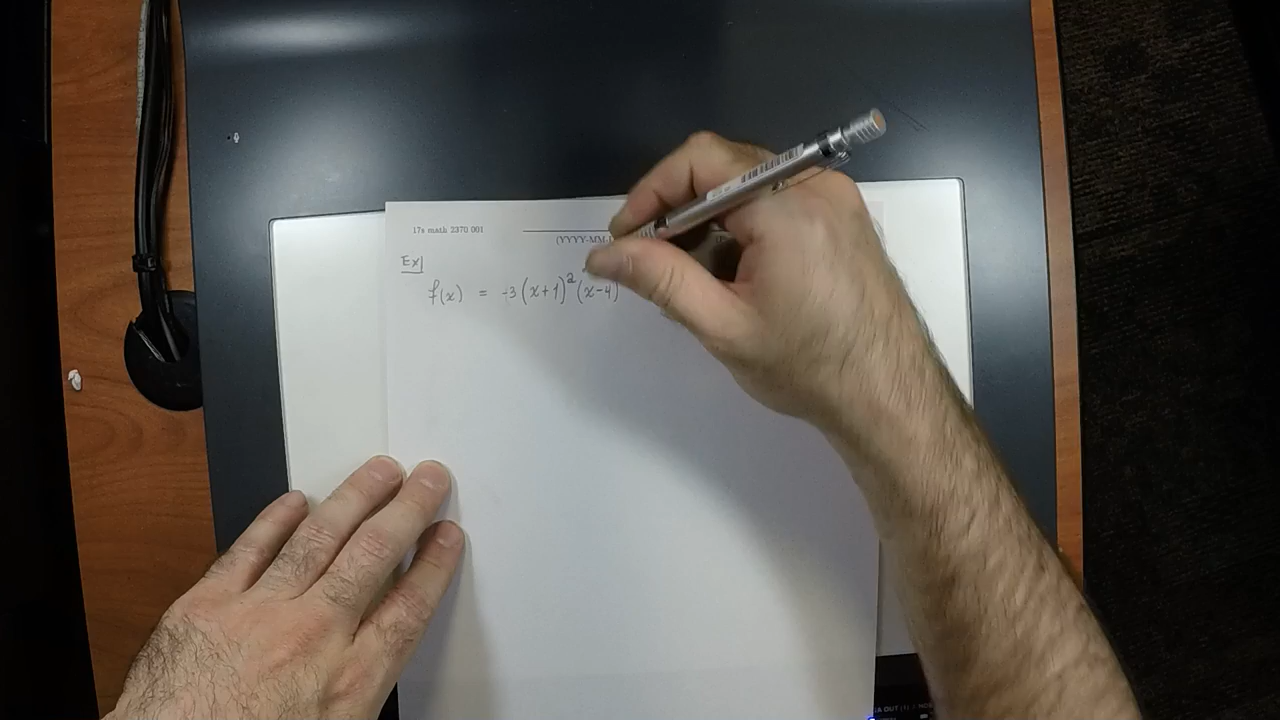 17s math 2370 001
(YYYY-MM-
Ex
f(x) = -3(x+1)²(x-4)